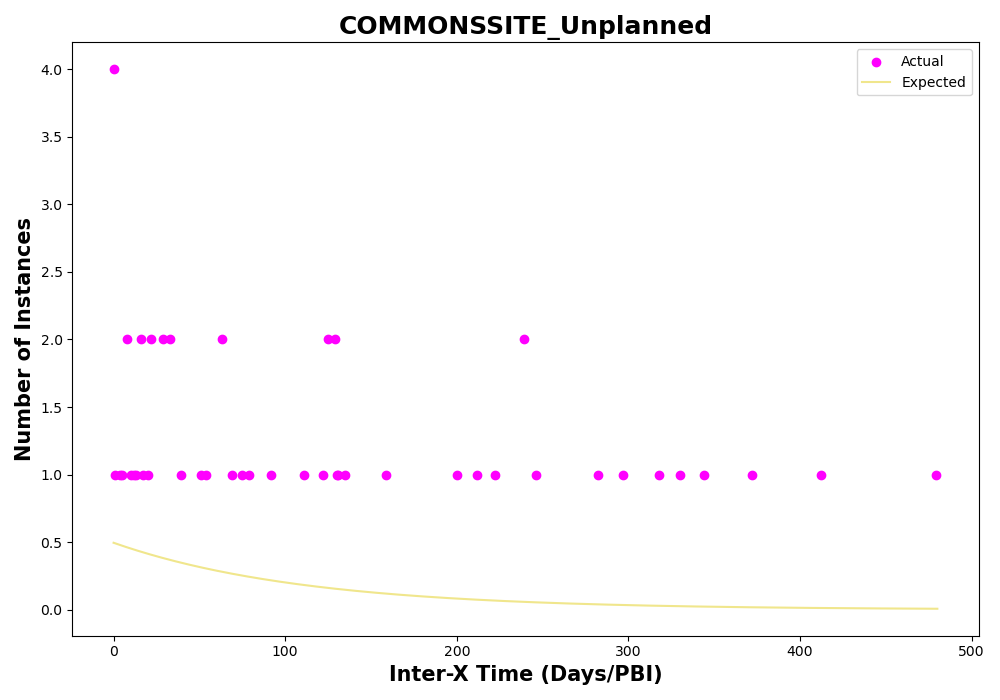 COMMONSSITE_Unplanned
Actual
Expected
Number of Instances
4.0
3.5
3.0
2.5
2.0
1.5
1.0
0.5
0.0
0 100 200 300 400 500
Inter-X Time (Days/PBI)